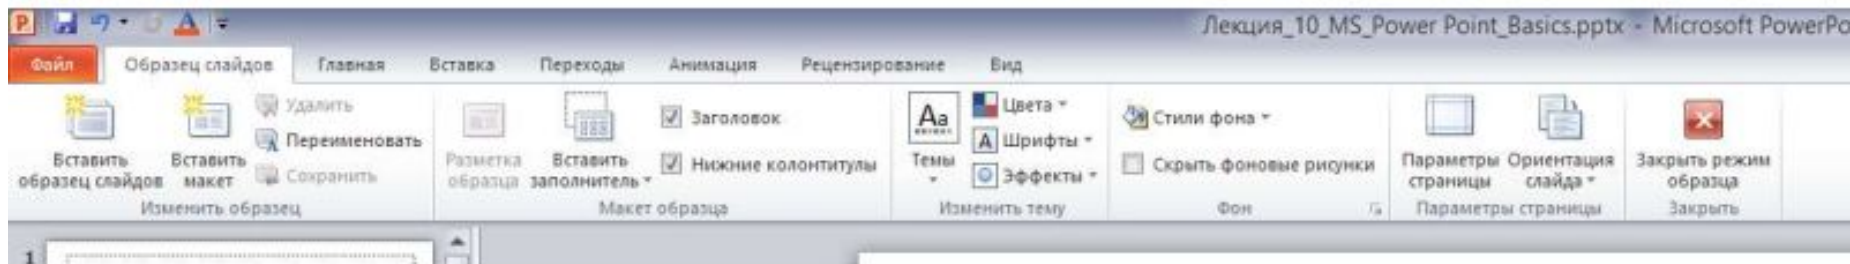 Лекция_10_MS_Power Point_Basics.pptx - Microsoft PowerPo
Файл Образец слайдов Главная Вставка Переходы Анимация Рецензирование Вид
Вставить образец слайдов
Вставить макет
Удалить
Переименовать
Сохранить
Изменить образец
Разметка образца
Вставить заполнитель
Заголовок
Нижние колонтитулы
Макет образца
Aa
Темы
Цвета
A Шрифты
Эффекты
Изменить тему
Стили фона
Скрыть фоновые рисунки
Фон
Параметры страницы
Ориентация слайда
Параметры страницы
Закрыть режим образца
Закрыть
1